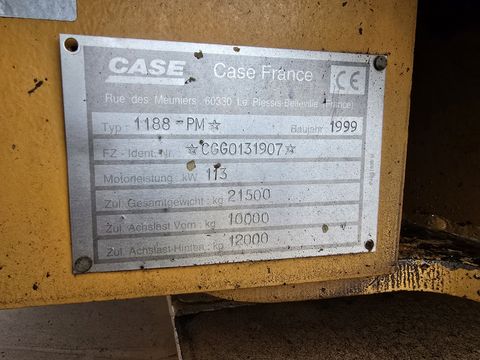 CASE Case France CE
Rue des Meuniers 60330 Le Plessis-Belleville (France)
Typ: 1188-PM☆ Baujahr 1999
FZ - Ident. Nr. ☆CGG0131907☆
Motorleistung: kW 113
Zul. Gesamtgewicht: kg 21500
Zul. Achslast Vorn: kg 10000
Zul. Achslast Hinten: kg 12000